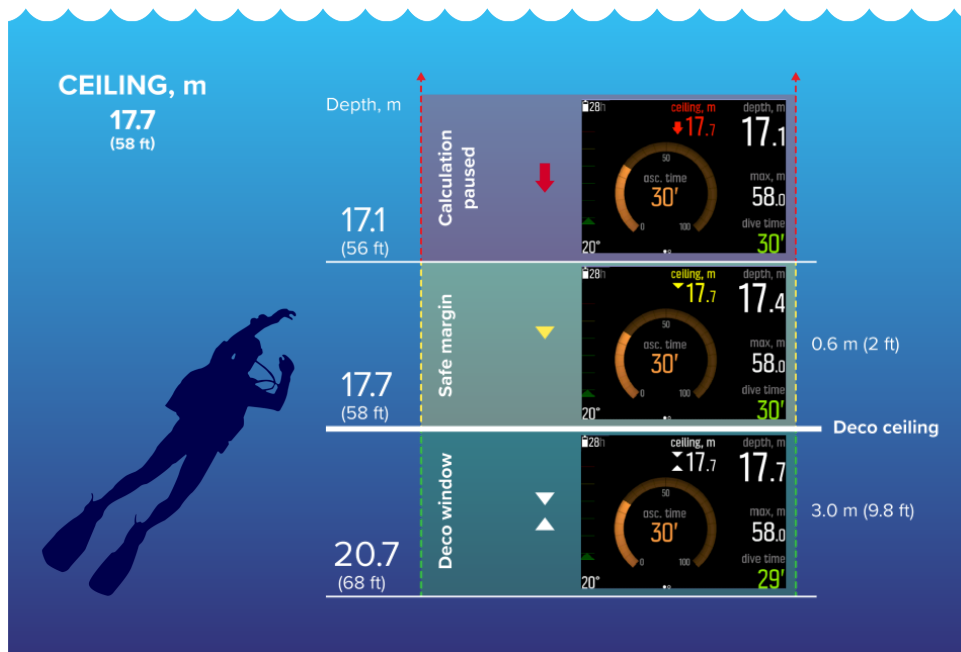 CEILING, m
17.7
(58 ft)
Depth, m
17.1
(56 ft)
Calculation
paused
28h
ceiling, m
17.7
depth, m
17.1
50
asc. time
30'
0
100
max, m
58.0
dive time
30'
20°
17.7
(58 ft)
Safe margin
28h
ceiling, m
17.7
depth, m
17.4
50
asc. time
30'
0
100
max, m
58.0
dive time
30'
20°
0.6 m (2 ft)
Deco ceiling
20.7
(68 ft)
Deco window
28h
ceiling, m
17.7
depth, m
17.7
50
asc. time
30'
0
100
max, m
58.0
dive time
29'
20°
3.0 m (9.8 ft)